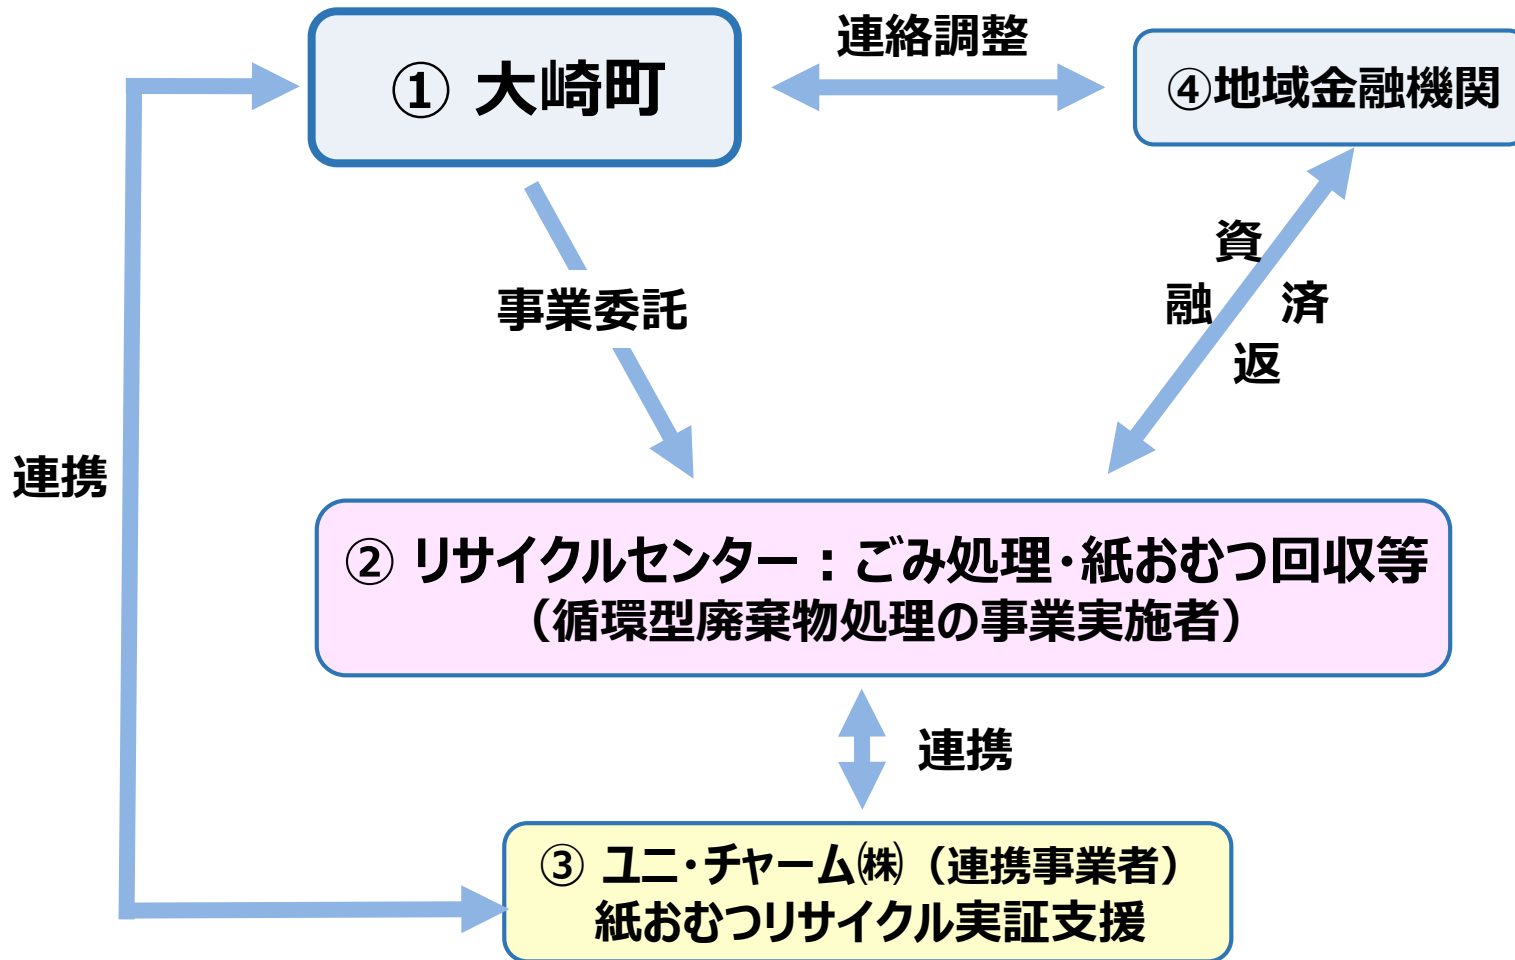 ① 大崎町
連絡調整
④地域金融機関
事業委託
融資
返済
連携
② リサイクルセンター：ごみ処理・紙おむつ回収等
（循環型廃棄物処理の事業実施者）
連携
③ ユニ・チャーム㈱（連携事業者）
紙おむつリサイクル実証支援